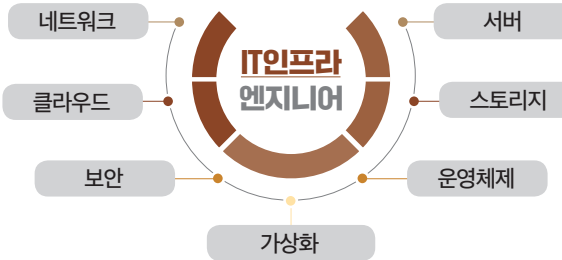 네트워크
서버
IT인프라
엔지니어
클라우드
스토리지
보안
운영체제
가상화